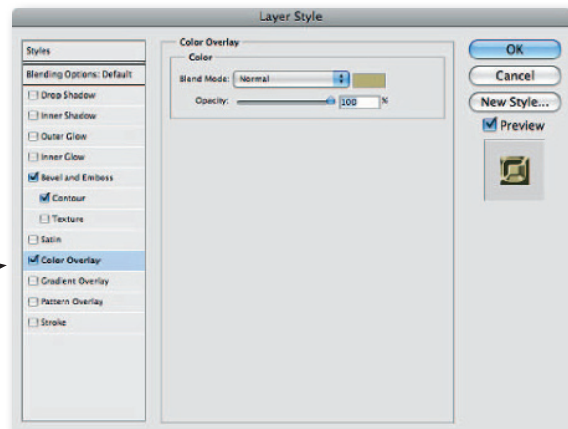 Layer Style
Styles
Blending Options: Default
Drop Shadow
Inner Shadow
Outer Glow
Inner Glow
Bevel and Emboss
Contour
Texture
Satin
Color Overlay
Gradient Overlay
Pattern Overlay
Stroke
Color Overlay
Color
Blend Mode: Normal
Opacity: 100 %
OK
Cancel
New Style...
Preview